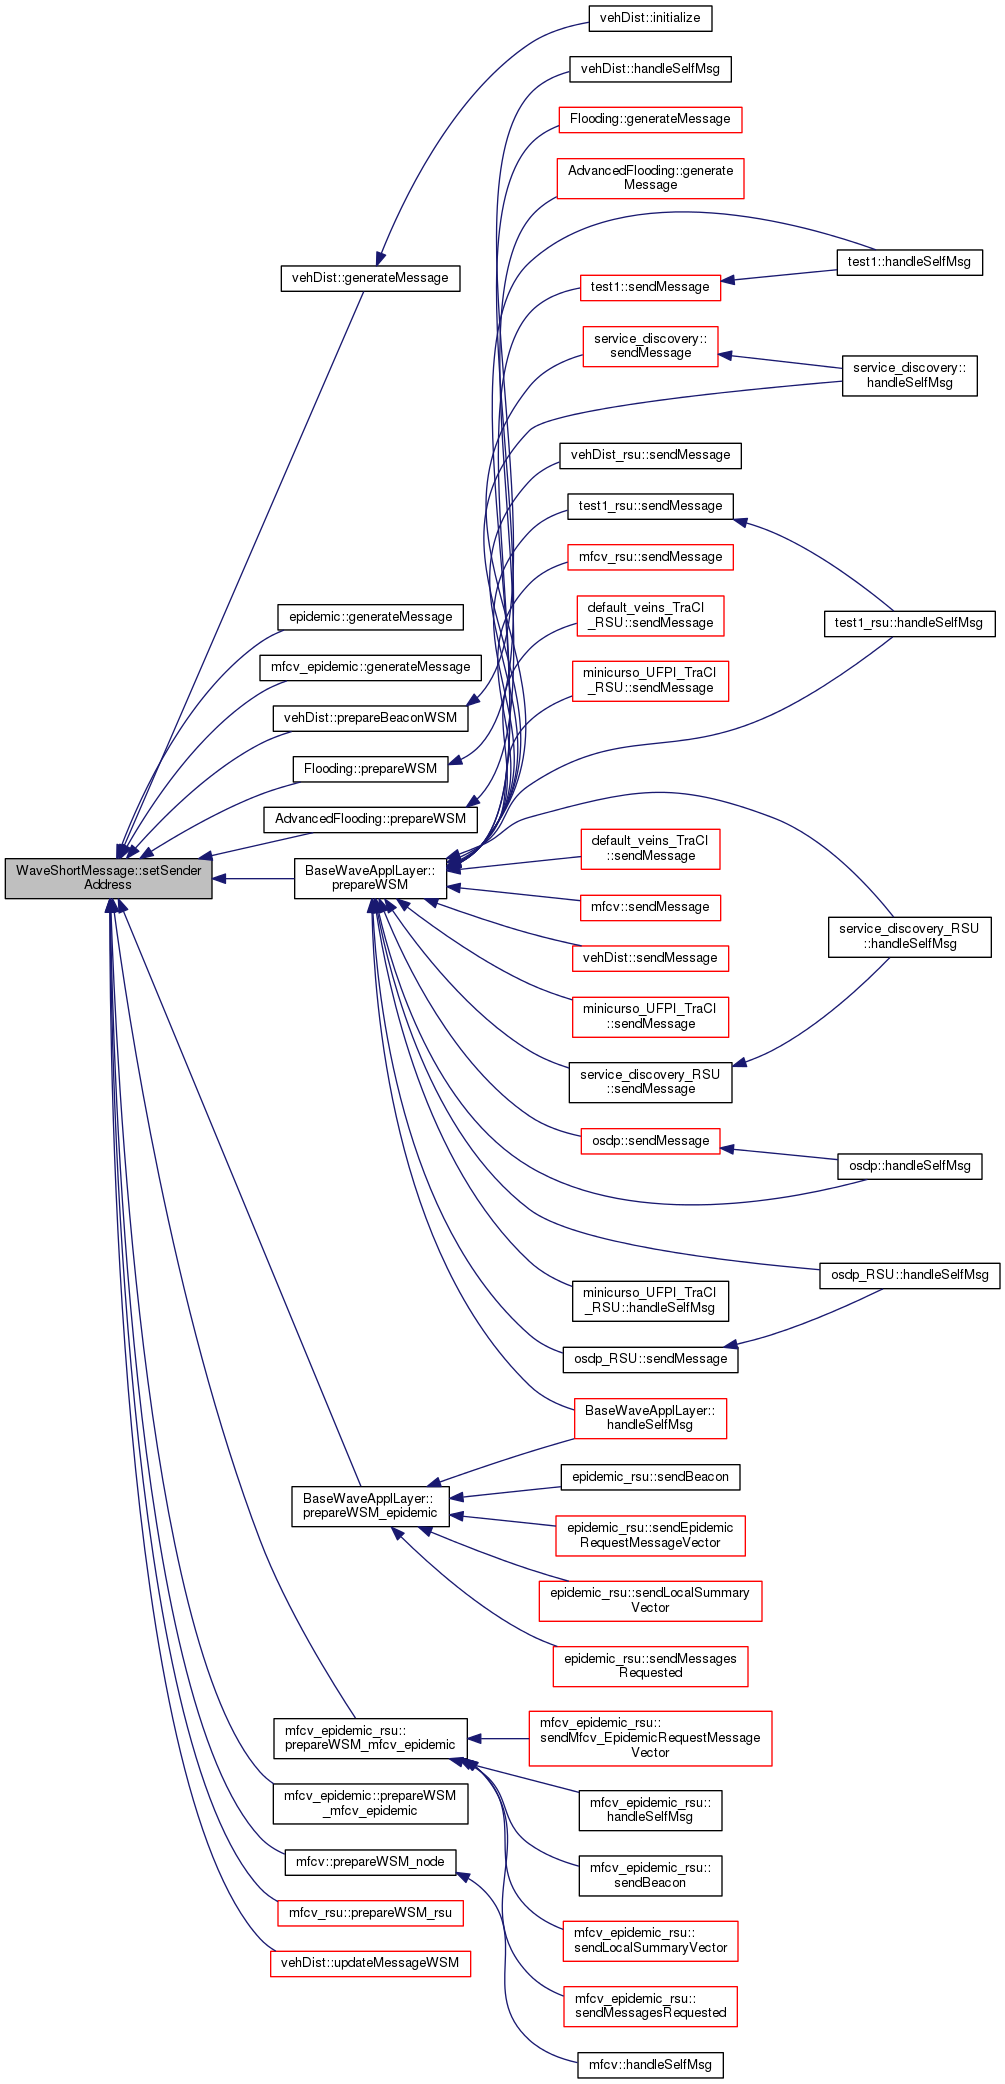 vehDist::initialize
vehDist::handleSelfMsg
Flooding::generateMessage
AdvancedFlooding::generate
Message
test1::handleSelfMsg
vehDist::generateMessage
test1::sendMessage
service_discovery::
sendMessage
service_discovery::
handleSelfMsg
vehDist_rsu::sendMessage
test1_rsu::sendMessage
mfcv_rsu::sendMessage
default_veins_TraCI
_RSU::sendMessage
epidemic::generateMessage
test1_rsu::handleSelfMsg
mfcv_epidemic::generateMessage
minicurso_UFPI_TraCI
_RSU::sendMessage
vehDist::prepareBeaconWSM
Flooding::prepareWSM
AdvancedFlooding::prepareWSM
default_veins_TraCI
::sendMessage
WaveShortMessage::setSender
Address
BaseWaveApplLayer::
prepareWSM
mfcv::sendMessage
service_discovery_RSU
::handleSelfMsg
vehDist::sendMessage
minicurso_UFPI_TraCI
::sendMessage
service_discovery_RSU
::sendMessage
osdp::sendMessage
osdp::handleSelfMsg
osdp_RSU::handleSelfMsg
minicurso_UFPI_TraCI
_RSU::handleSelfMsg
osdp_RSU::sendMessage
BaseWaveApplLayer::
handleSelfMsg
epidemic_rsu::sendBeacon
BaseWaveApplLayer::
prepareWSM_epidemic
epidemic_rsu::sendEpidemic
RequestMessageVector
epidemic_rsu::sendLocalSummary
Vector
epidemic_rsu::sendMessages
Requested
mfcv_epidemic_rsu::
prepareWSM_mfcv_epidemic
mfcv_epidemic_rsu::
sendMfcv_EpidemicRequestMessage
Vector
mfcv_epidemic::prepareWSM
_mfcv_epidemic
mfcv_epidemic_rsu::
handleSelfMsg
mfcv::prepareWSM_node
mfcv_epidemic_rsu::
sendBeacon
mfcv_rsu::prepareWSM_rsu
mfcv_epidemic_rsu::
sendLocalSummaryVector
vehDist::updateMessageWSM
mfcv_epidemic_rsu::
sendMessagesRequested
mfcv::handleSelfMsg